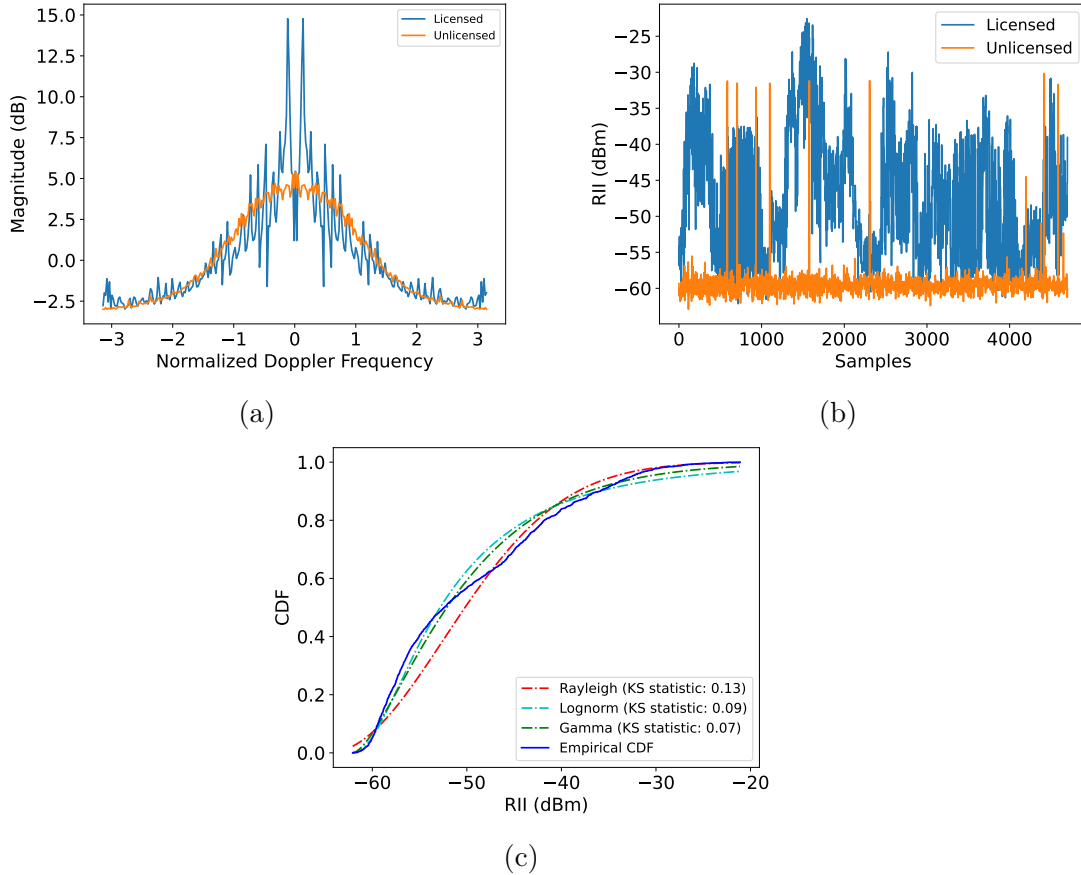 15.0
12.5
10.0
7.5
5.0
2.5
0.0
−2.5
Magnitude (dB)
−3
−2
−1
0
1
2
3
Normalized Doppler Frequency
Licensed
Unlicensed
(a)
−25
−30
−35
−40
−45
−50
−55
−60
RII (dBm)
0
1000
2000
3000
4000
Samples
Licensed
Unlicensed
(b)
1.0
0.8
0.6
0.4
0.2
0.0
CDF
Rayleigh (KS statistic: 0.13)
Lognorm (KS statistic: 0.09)
Gamma (KS statistic: 0.07)
Empirical CDF
−60
−50
−40
−30
−20
RII (dBm)
(c)